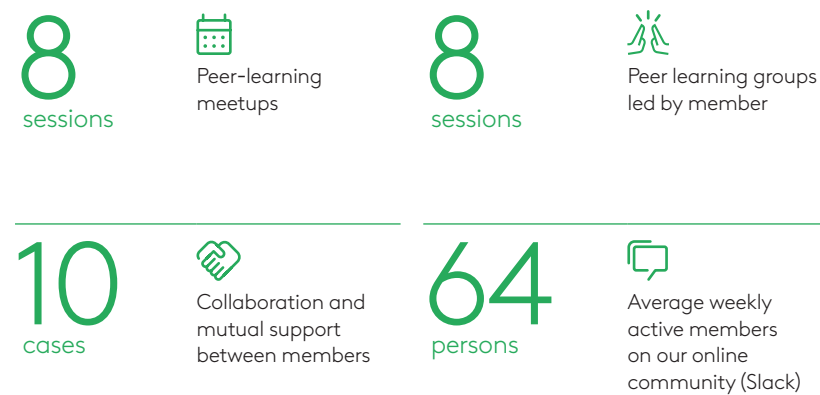 8
sessions
Peer-learning
meetups
8
sessions
Peer learning groups
led by member
10
cases
Collaboration and
mutual support
between members
64
persons
Average weekly
active members
on our online
community (Slack)